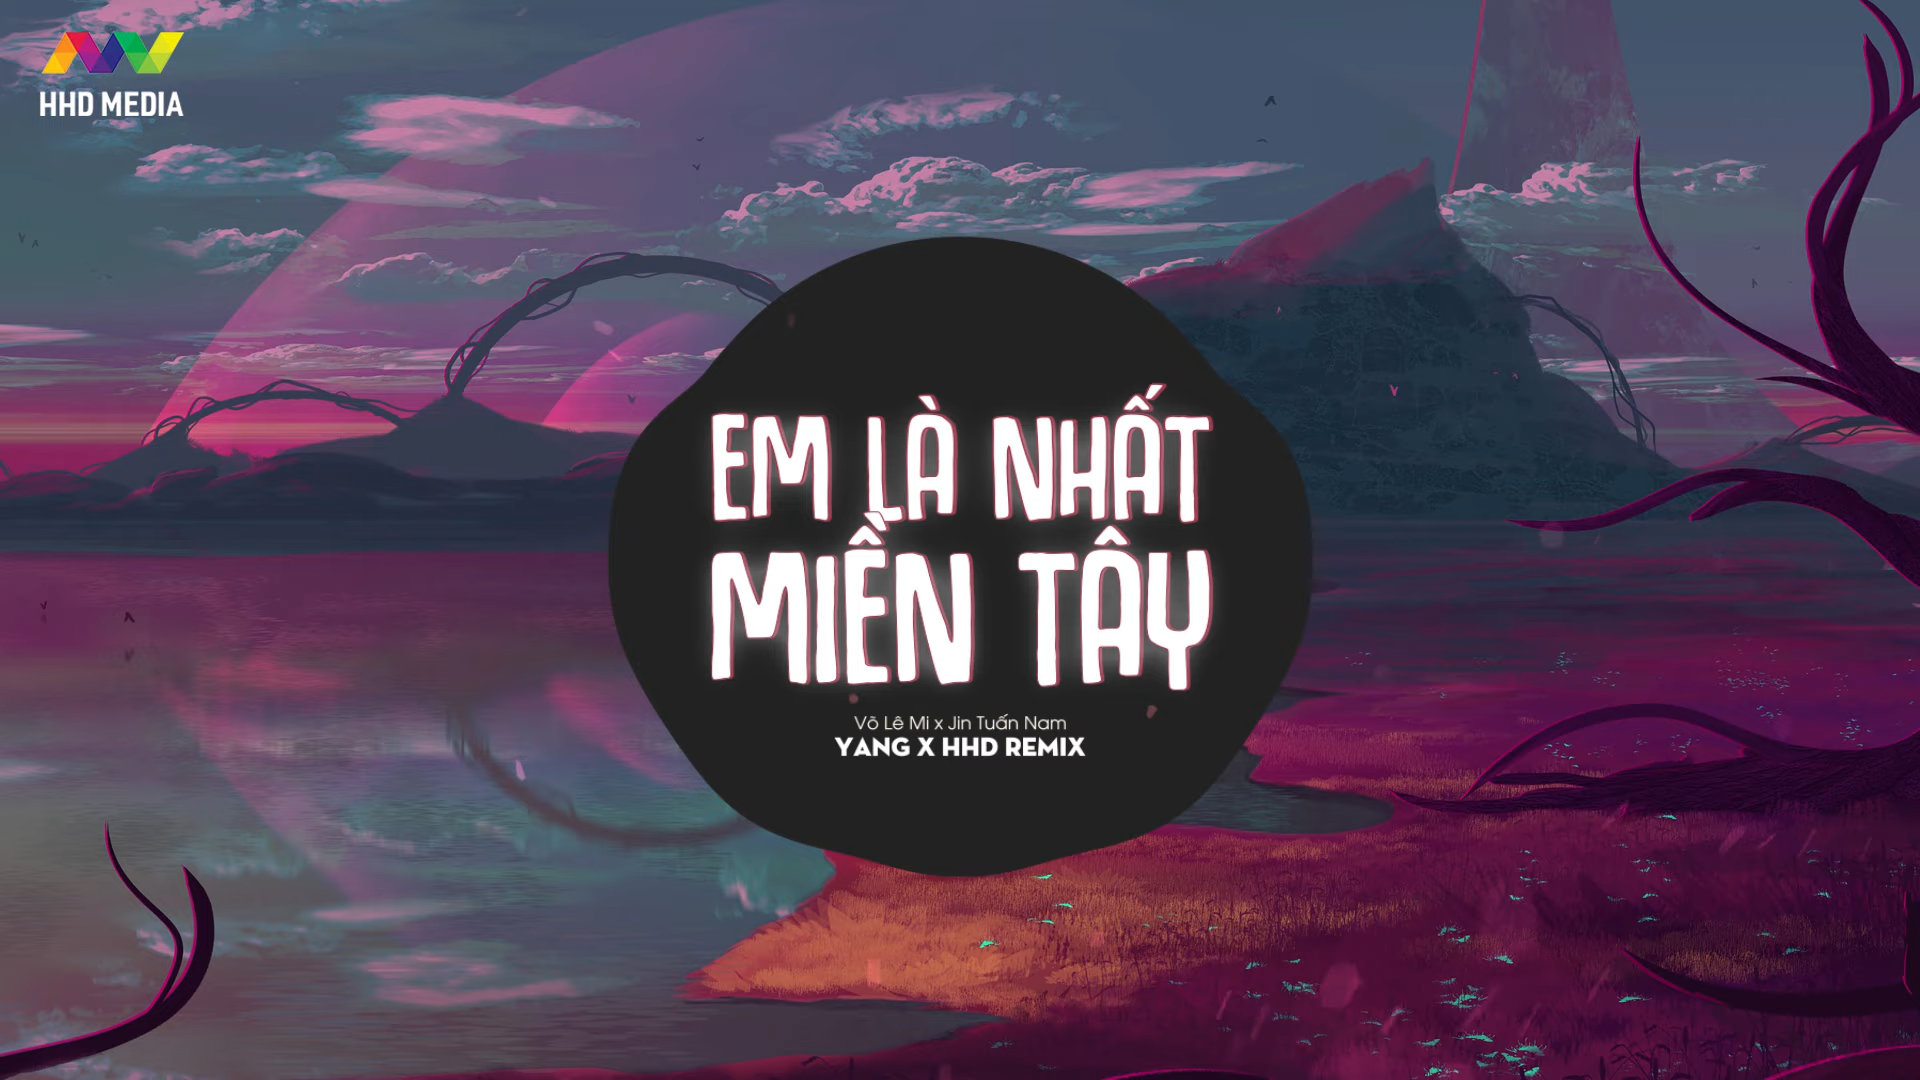 HHD MEDIA
EM LÀ NHẤT
MIỀN TÂY
Võ Lê Mi x Jin Tuấn Nam
YANG X HHD REMIX